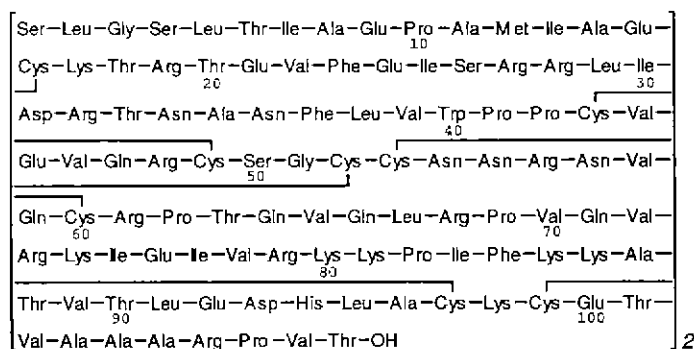 Ser-Leu-Gly-Ser-Leu-Thr-Ile-Ala-Glu-Pro-Ala-Met-Ile-Ala-Glu-
10
Cys-Lys-Thr-Arg-Thr-Glu-Val-Phe-Glu-Ile-Ser-Arg-Arg-Leu-Ile-
20 30
Asp-Arg-Thr-Asn-Ala-Asn-Phe-Leu-Val-Trp-Pro-Pro-Cys-Val-
40
Glu-Val-Gln-Arg-Cys-Ser-Gly-Cys-Cys-Asn-Asn-Arg-Asn-Val-
50
Gln-Cys-Arg-Pro-Thr-Gln-Val-Gln-Leu-Arg-Pro-Val-Gln-Val-
60 70
Arg-Lys-Ile-Glu-Ile-Val-Arg-Lys-Lys-Pro-Ile-Phe-Lys-Lys-Ala-
80
Thr-Val-Thr-Leu-Glu-Asp-His-Leu-Ala-Cys-Lys-Cys-Glu-Thr-
90 100
Val-Ala-Ala-Ala-Arg-Pro-Val-Thr-OH
2